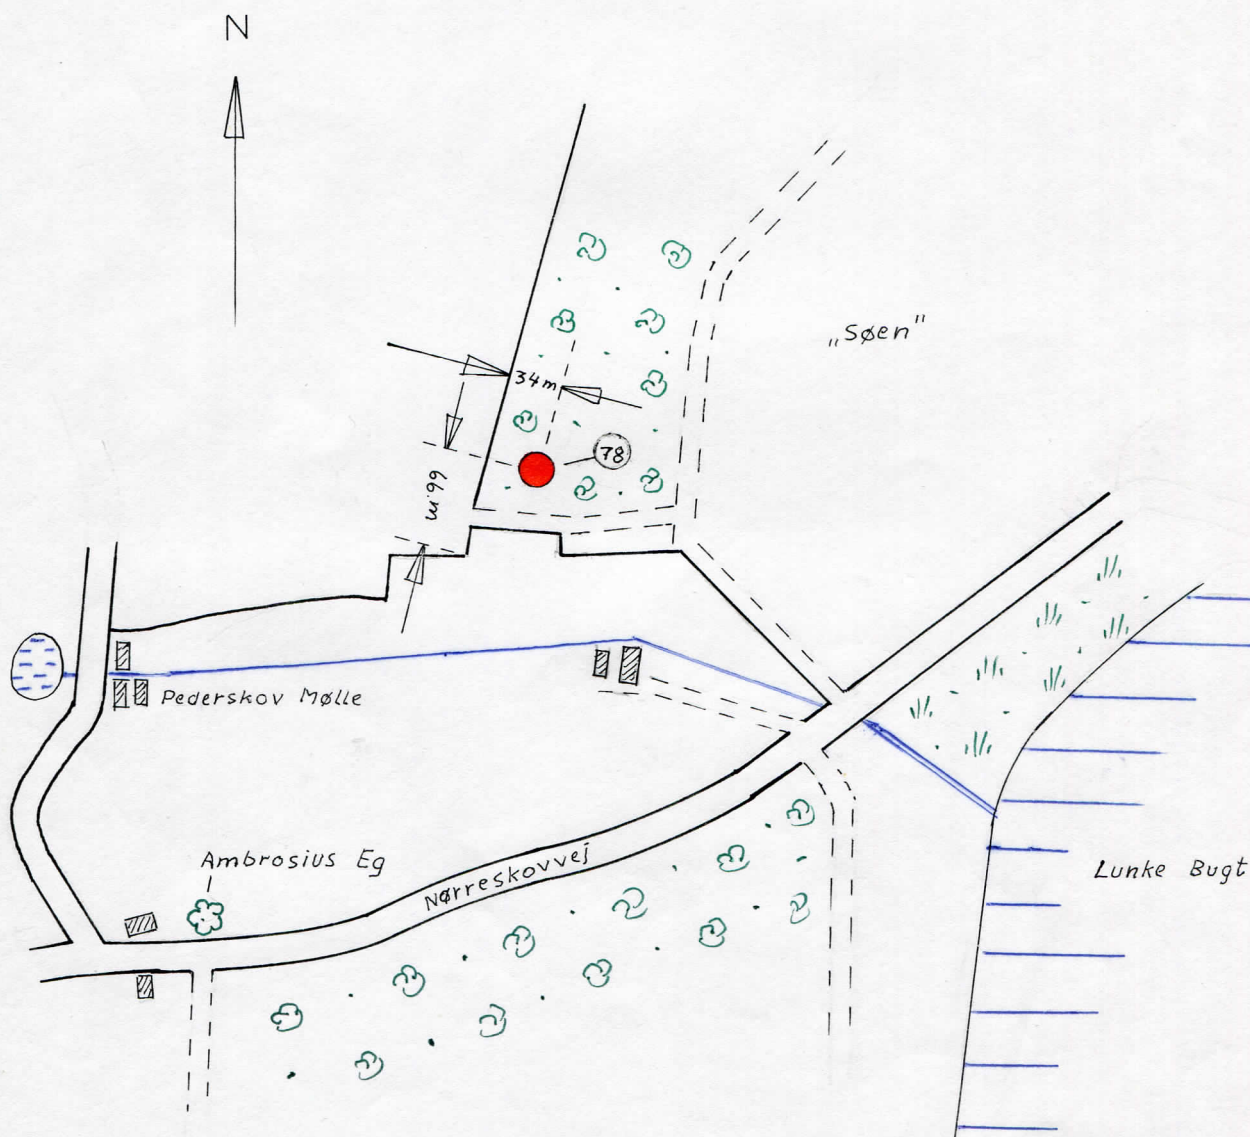 N
„Søen"
34m
78
66m
Pederskov Mølle
Ambrosius Eg
Nørreskovvej
Lunke Bugt